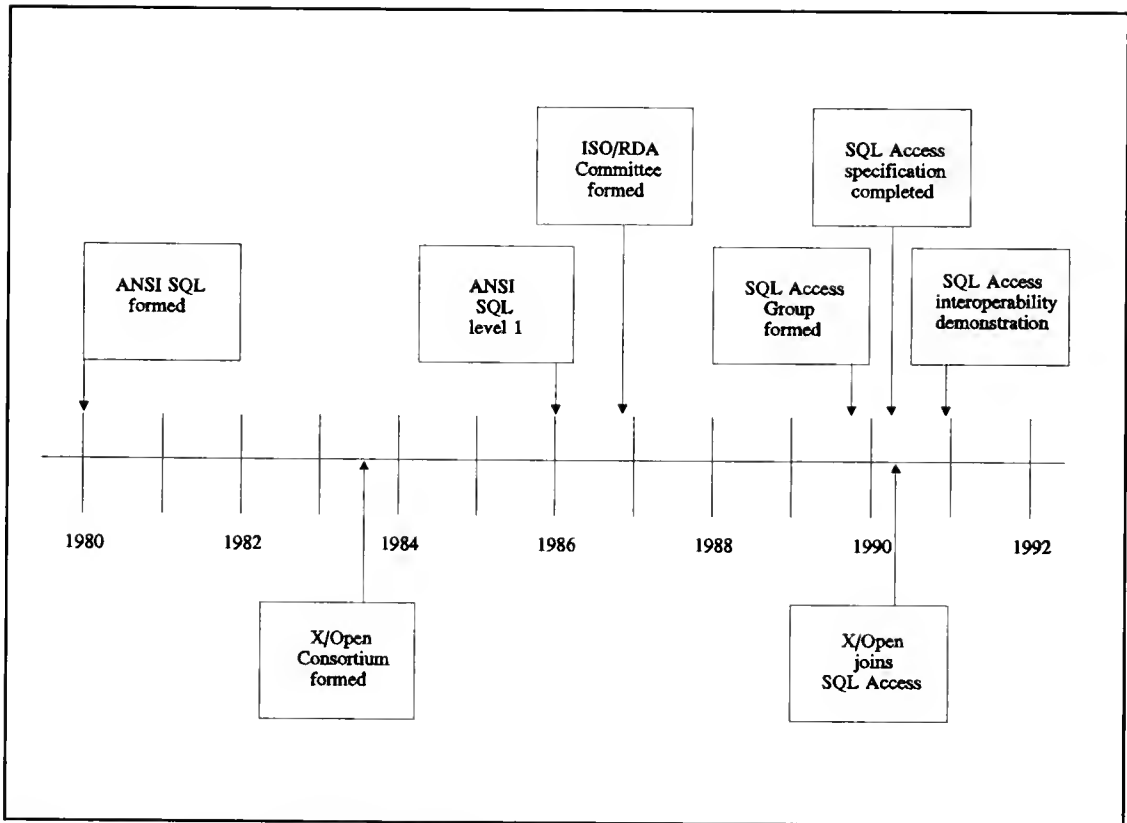 ISO/RDA
Committee
formed
SQL Access
specification
completed
ANSI SQL
formed
ANSI
SQL
level 1
SQL Access
Group
formed
SQL Access
interoperability
demonstration
1980
1982
1984
1986
1988
1990
1992
X/Open
Consortium
formed
X/Open
joins
SQL Access